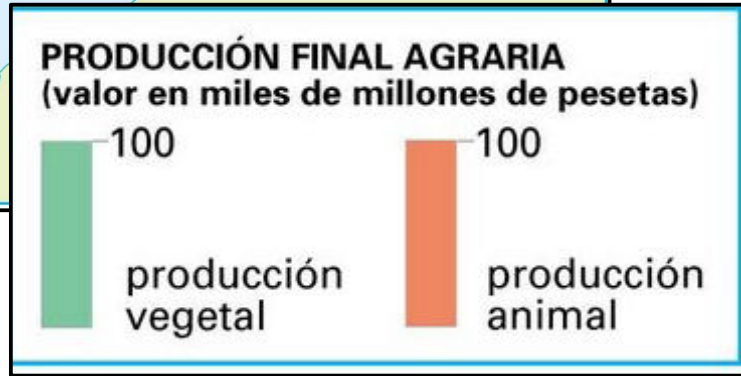 PRODUCCIÓN FINAL AGRARIA
(valor en miles de millones de pesetas)
100
producción
vegetal
100
producción
animal